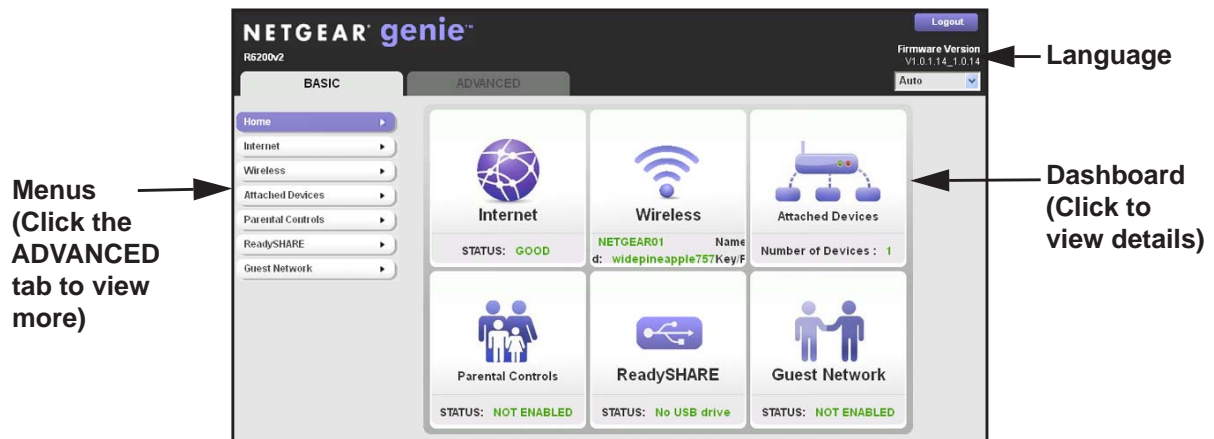 NETGEAR® genie™
R6200v2
Logout
Firmware Version
V1.0.1.14_1.0.14
Auto
Language
BASIC
ADVANCED
Menus
(Click the
ADVANCED
tab to view
more)
Home
Internet
Wireless
Attached Devices
Parental Controls
ReadySHARE
Guest Network
Internet
STATUS: GOOD
Wireless
NETGEAR01 Name
d: widepineapple757Key/F
Attached Devices
Number of Devices : 1
Parental Controls
STATUS: NOT ENABLED
ReadySHARE
STATUS: No USB drive
Guest Network
STATUS: NOT ENABLED
Dashboard
(Click to
view details)